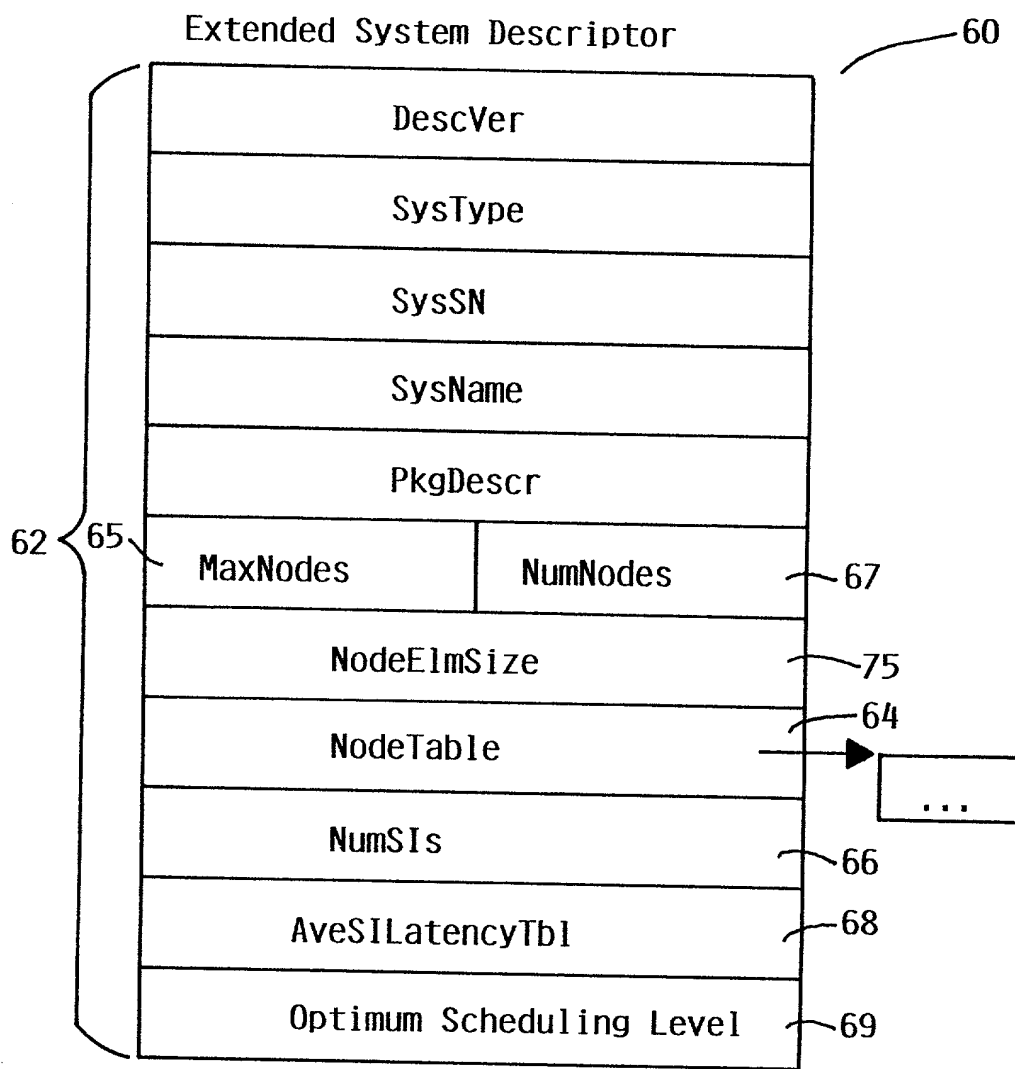 Extended System Descriptor
60
DescVer
SysType
SysSN
SysName
PkgDescr
62
65
MaxNodes
NumNodes
67
NodeElmSize
75
64
NodeTable
...
NumSIs
66
AveSILatencyTbl
68
Optimum Scheduling Level
69